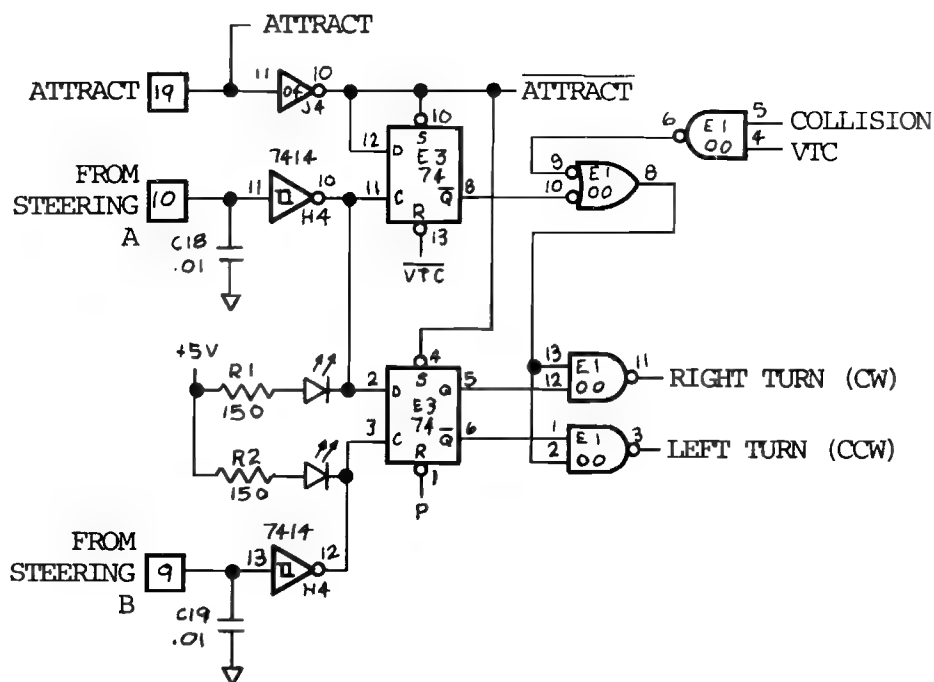 ATTRACT
ATTRACT 19
11 04 10
J4
ATTRACT
FROM
STEERING
A
10
11 7414 10
H4
C18
.01
12 D
10
S
E3
74
11 C
Q 8
R
13
VTC
6 E1
00
5 COLLISION
4 VTC
9
10
E1
00
8
+5V
R1
150
R2
150
4
S
2 D
E3
74
3 C
Q 5
Q 6
R
1
P
13
12
E1
00
11
RIGHT TURN (CW)
1
2
E1
00
3
LEFT TURN (CCW)
FROM
STEERING
B
9
13 7414 12
H4
C19
.01